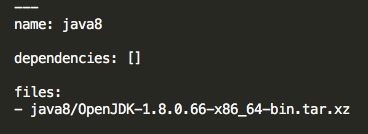 ---
name: java8
dependencies: []
files:
- java8/OpenJDK-1.8.0.66-x86_64-bin.tar.xz